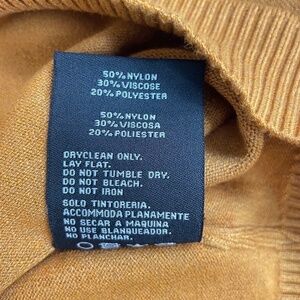 50% NYLON
30% VISCOSE
20% POLYESTER
50% NYLON
30% VISCOSA
20% POLIESTER
DRYCLEAN ONLY.
LAY FLAT.
DO NOT TUMBLE DRY.
DO NOT BLEACH.
DO NOT IRON
SOLO TINTORERIA.
ACCOMMODA PLANAMENTE
NO SECAR A MAQUINA
NO USE BLANQUEADOR.
NO PLANCHAR.